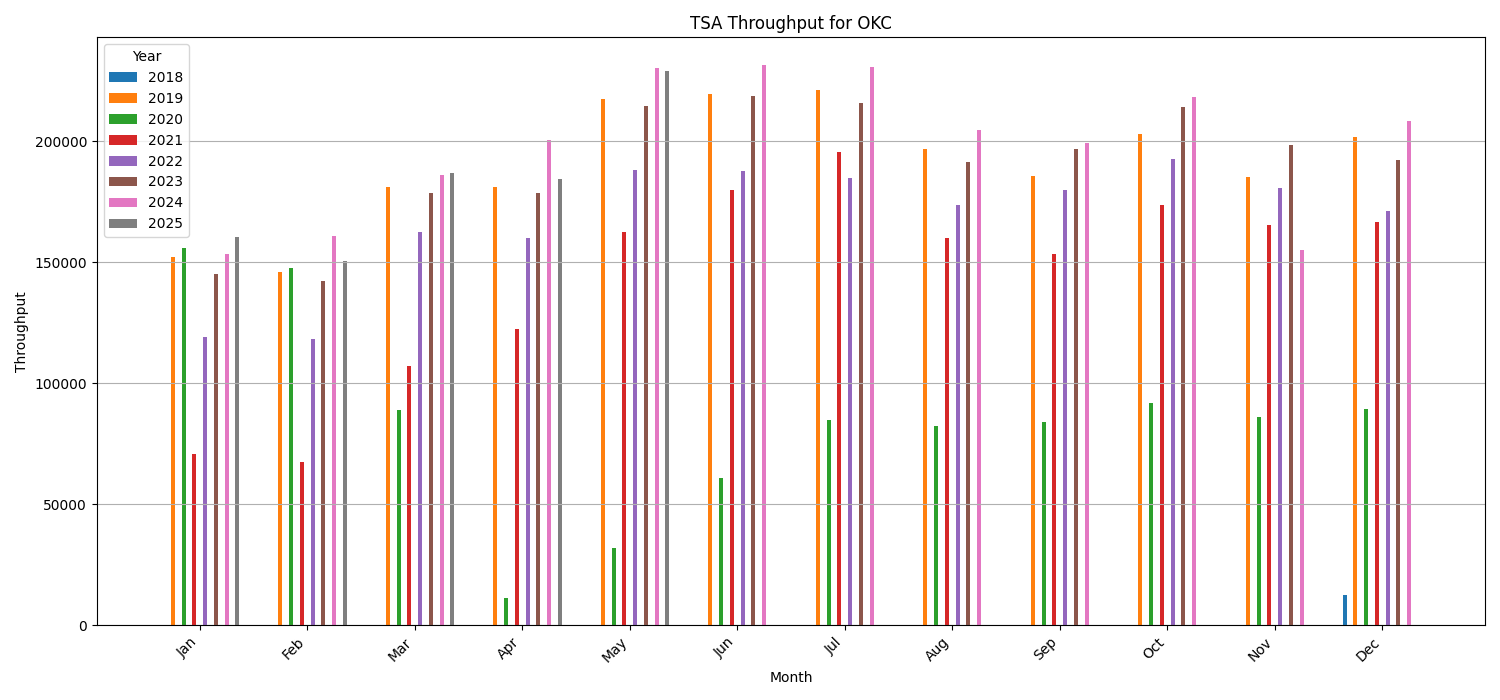 TSA Throughput for OKC
Year
2018
2019
2020
2021
2022
2023
2024
2025
Throughput
200000
150000
100000
50000
0
Jan
Feb
Mar
Apr
May
Jun
Jul
Aug
Sep
Oct
Nov
Dec
Month